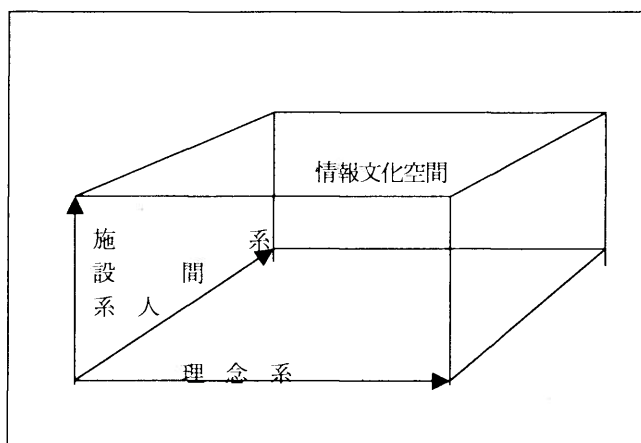 情報文化空間
施設系
人間系
理念系